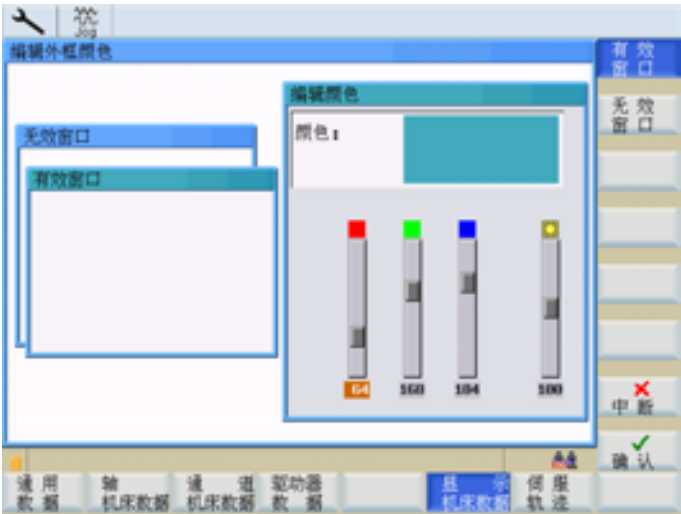 Jog
编辑外框颜色
有效
窗口
编辑颜色
无效
窗口
颜色:
无效窗口
有效窗口
64
160
184
100
中断
确认
通用
数据
轴
机床数据
通道
机床数据
驱动器
数据
显示
机床数据
伺服
轨迹